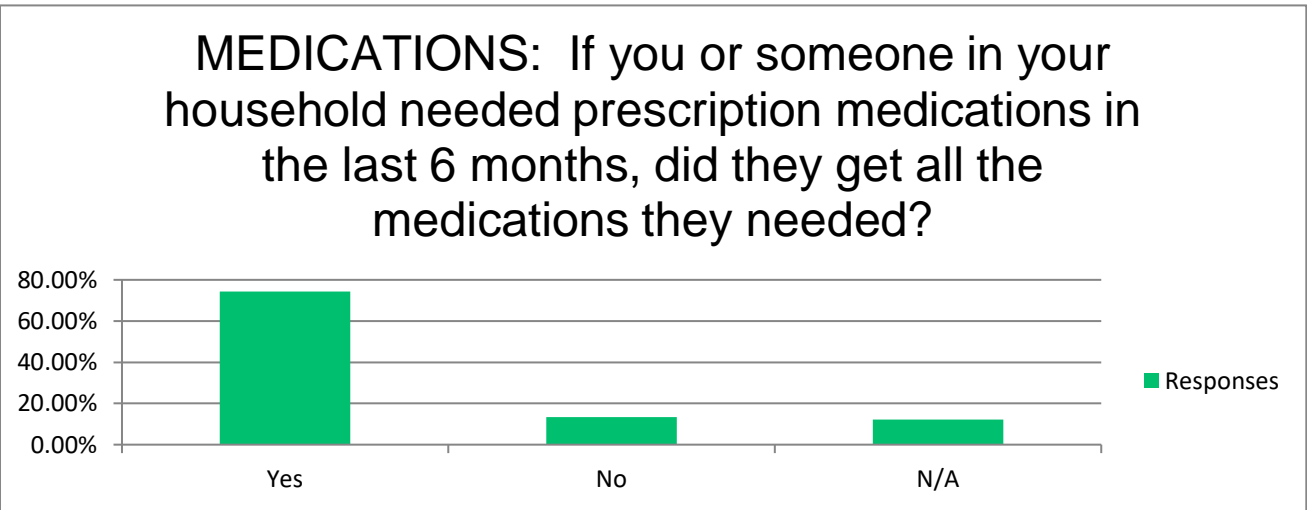 MEDICATIONS:  If you or someone in your
household needed prescription medications in
the last 6 months, did they get all the
medications they needed?
80.00%
60.00%
40.00%
20.00%
0.00%
Yes
No
N/A
Responses